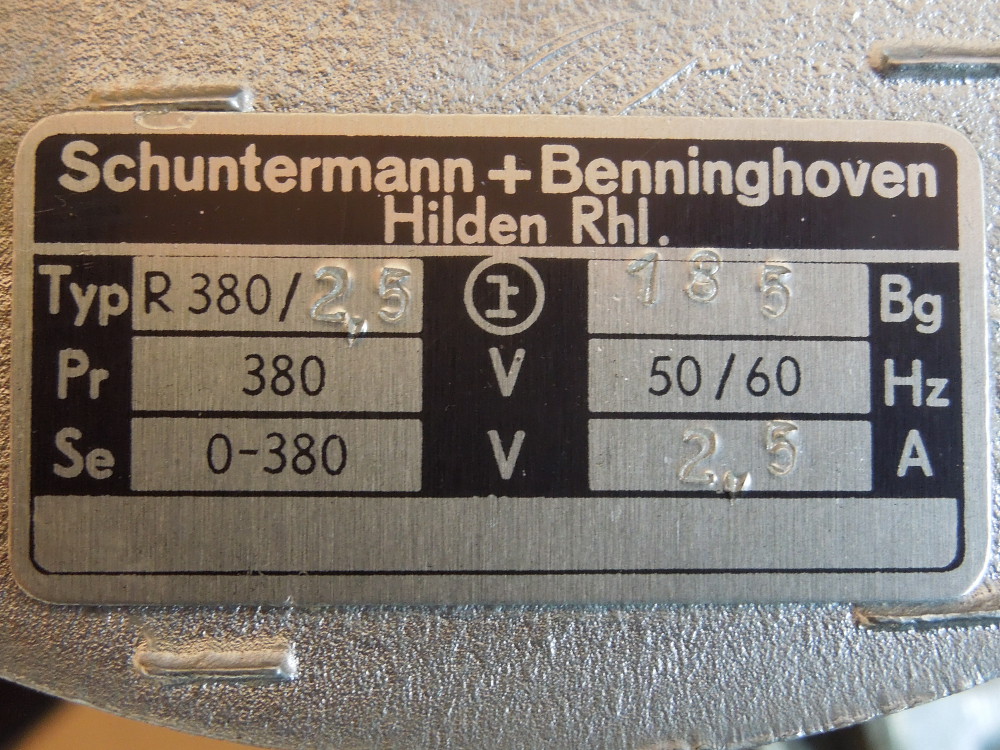 Schuntermann + Benninghoven
Hilden Rhl.
Typ R 380/2,5 185 Bg
Pr 380 V 50/60 Hz
Se 0-380 V 2,5 A